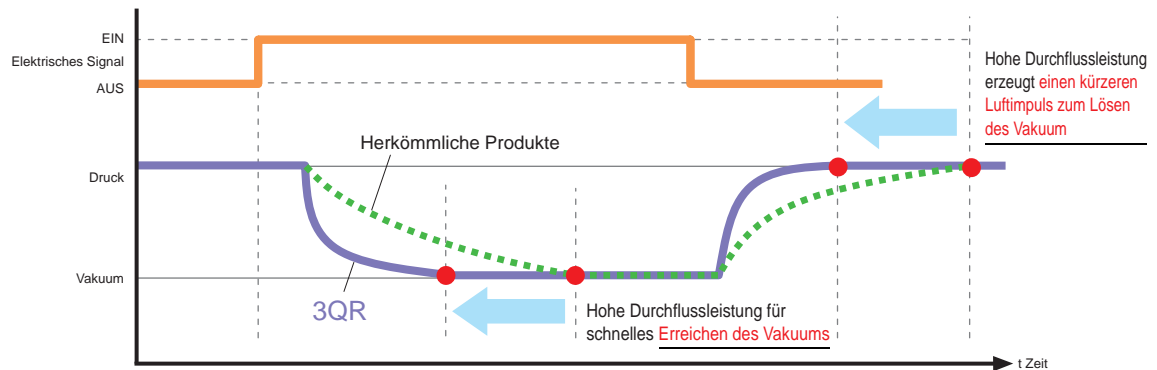 EIN
Elektrisches Signal
AUS
Hohe Durchflussleistung
erzeugt einen kürzeren
Luftimpuls zum Lösen
des Vakuum
Herkömmliche Produkte
Druck
Vakuum
3QR
Hohe Durchflussleistung für
schnelles Erreichen des Vakuums
t Zeit